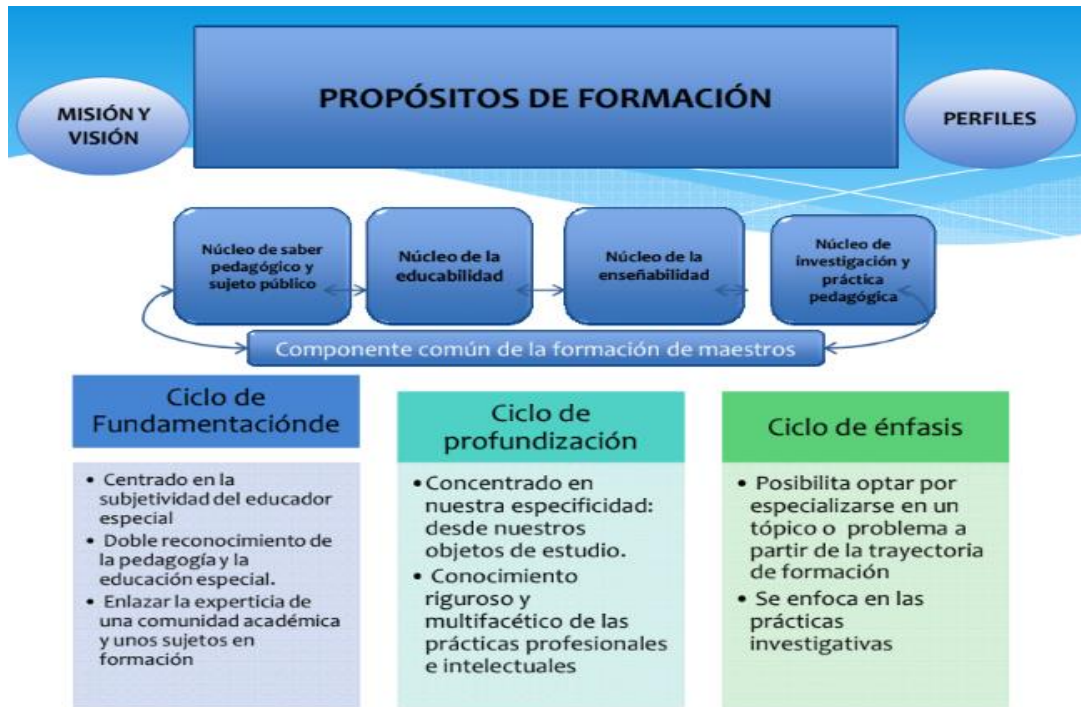 PROPÓSITOS DE FORMACIÓN
MISIÓN Y
VISIÓN
PERFILES
Núcleo de saber
pedagógico y
sujeto público
Núcleo de la
educabilidad
Núcleo de la
enseñabilidad
Núcleo de
investigación y
práctica
pedagógica
Componente común de la formación de maestros
Ciclo de
Fundamentaciónde
• Centrado en la
subjetividad del educador
especial
• Doble reconocimiento de
la pedagogía y la
educación especial.
• Enlazar la experticia de
una comunidad académica
y unos sujetos en
formación
Ciclo de
profundización
• Concentrado en
nuestra especificidad:
desde nuestros
objetos de estudio.
• Conocimiento
riguroso y
multifacético de las
prácticas profesionales
e intelectuales
Ciclo de énfasis
• Posibilita optar por
especializarse en un
tópico o problema a
partir de la trayectoria
de formación
• Se enfoca en las
prácticas
investigativas